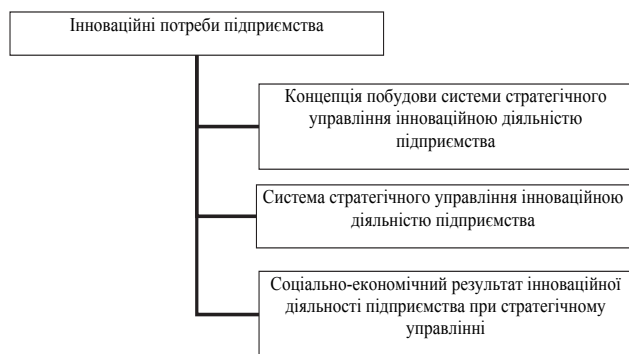 Інноваційні потреби підприємства
Концепція побудови системи стратегічного
управління інноваційною діяльністю
підприємства
Система стратегічного управління інноваційною
діяльністю підприємства
Соціально-економічний результат інноваційної
діяльності підприємства при стратегічному
управлінні